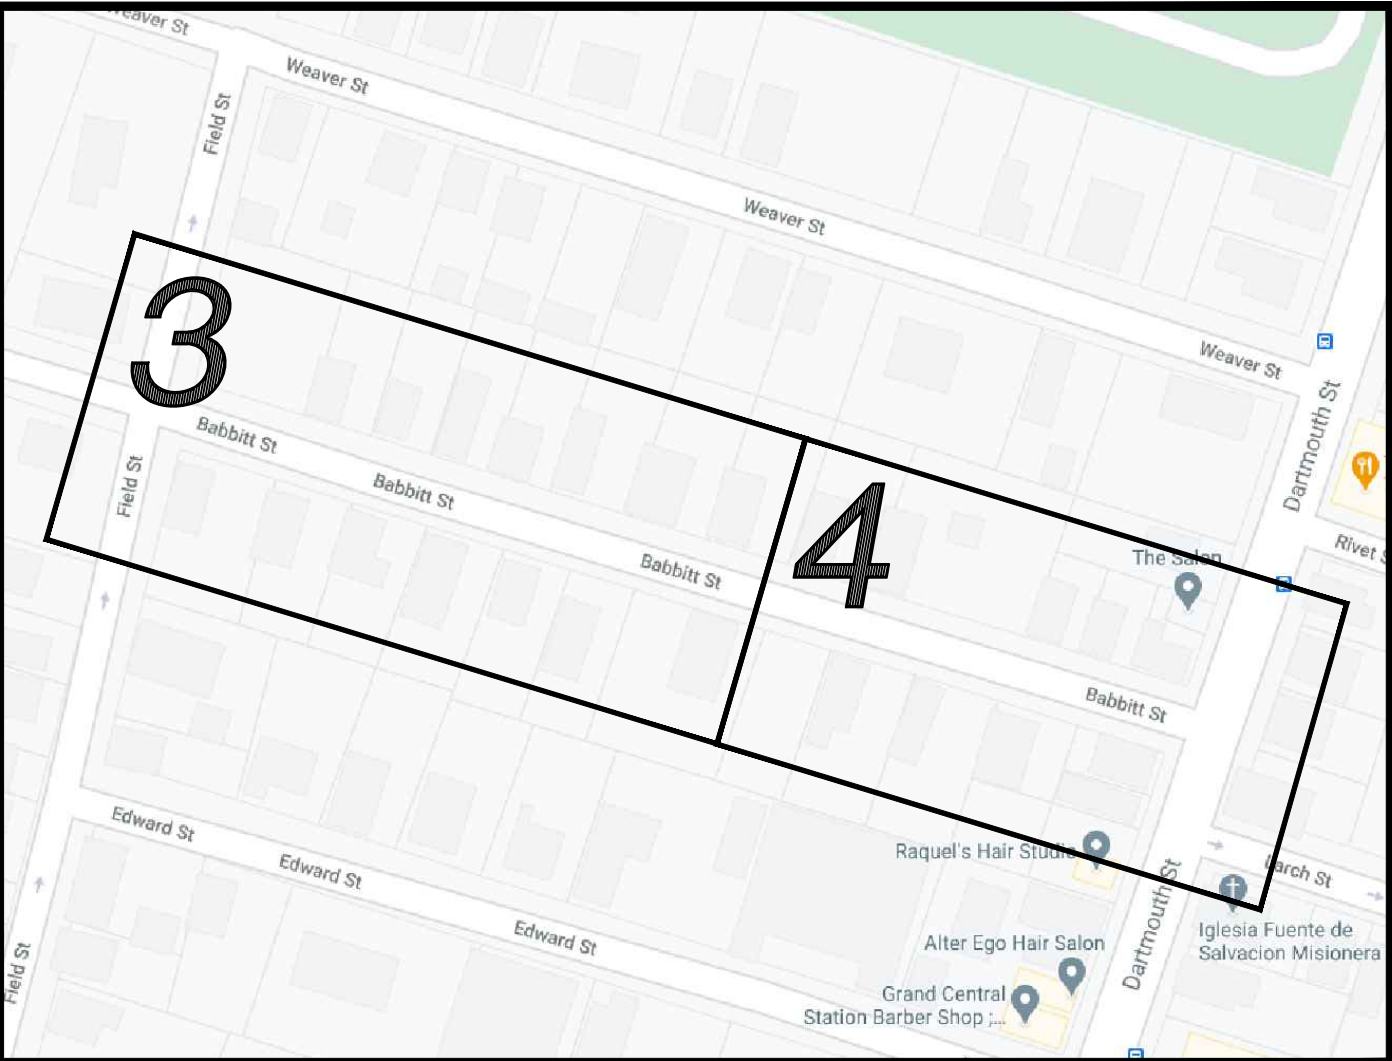 Weaver St
Weaver St
Field St
Weaver St
Weaver St
3
Dartmouth St
Babbitt St
Field St
Babbitt St
4
Rivet
The Salon
Babbitt St
Babbitt St
Edward St
Edward St
Raquel's Hair Studio
Larch St
Dartmouth St
Edward St
Field St
Iglesia Fuente de
Salvacion Misionera
Alter Ego Hair Salon
Grand Central
Station Barber Shop ;...